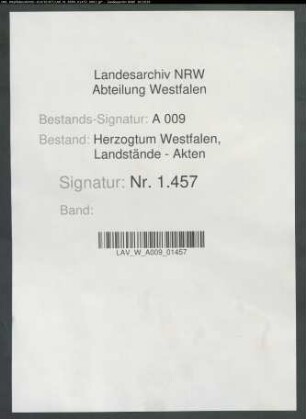 Landesarchiv NRW
Abteilung Westfalen
Bestands-Signatur: A 009
Bestand: Herzogtum Westfalen,
Landstände - Akten
Signatur: Nr. 1.457
Band:
LAV_W_A009_01457